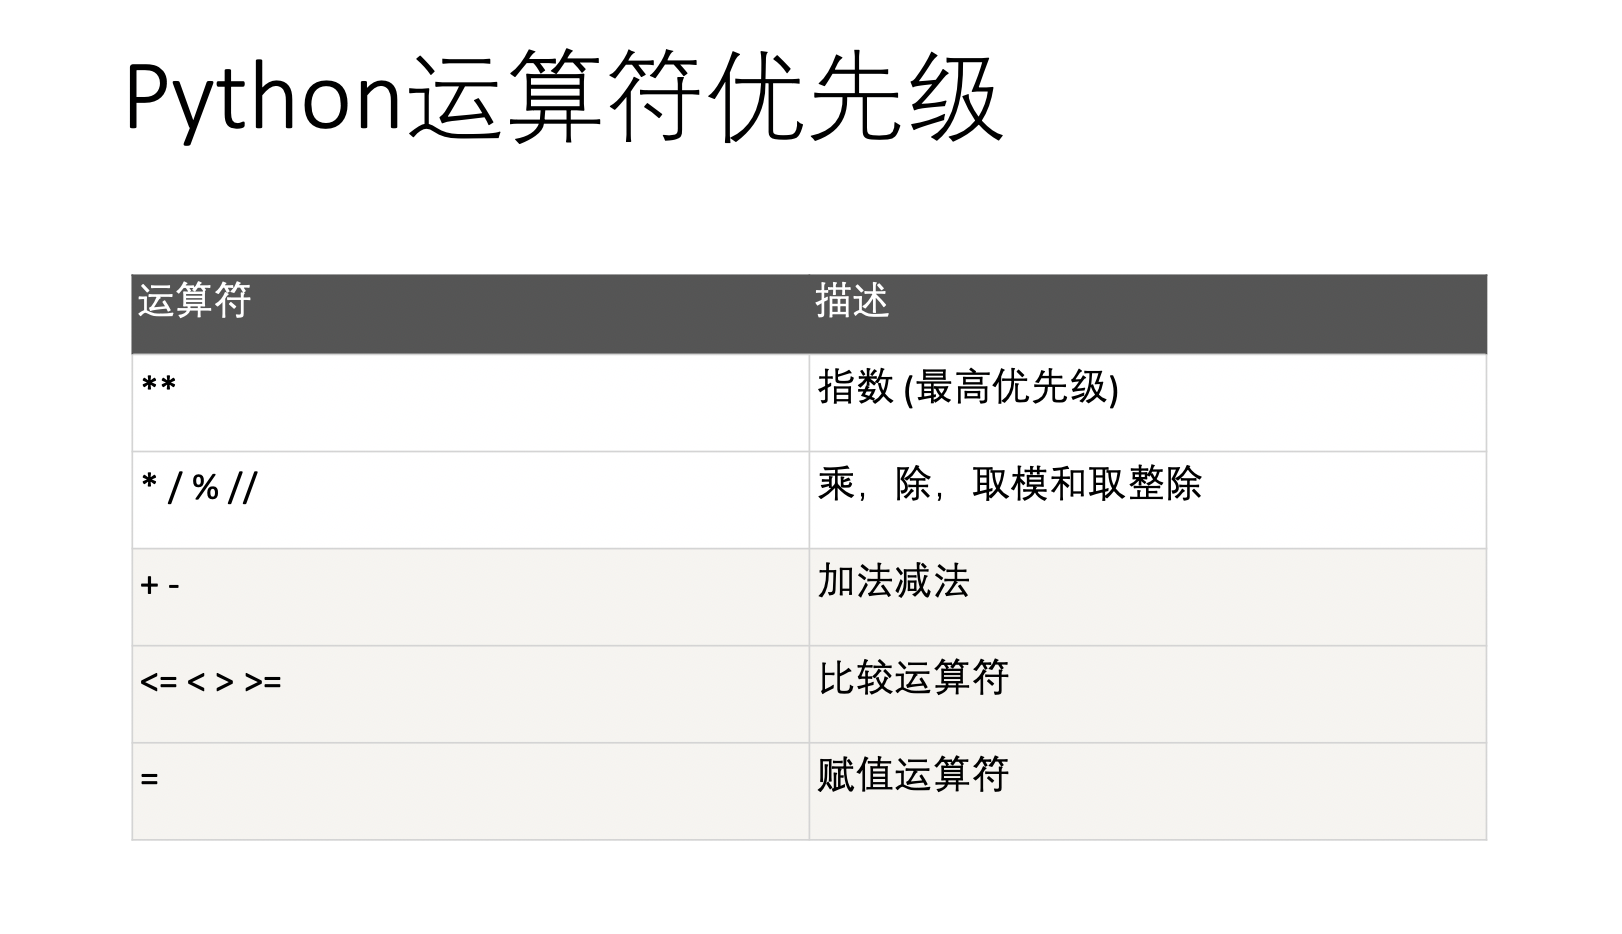 Python运算符优先级
运算符 描述
** 指数 (最高优先级)
* / % // 乘，除，取模和取整除
+ - 加法减法
<= < > >= 比较运算符
= 赋值运算符